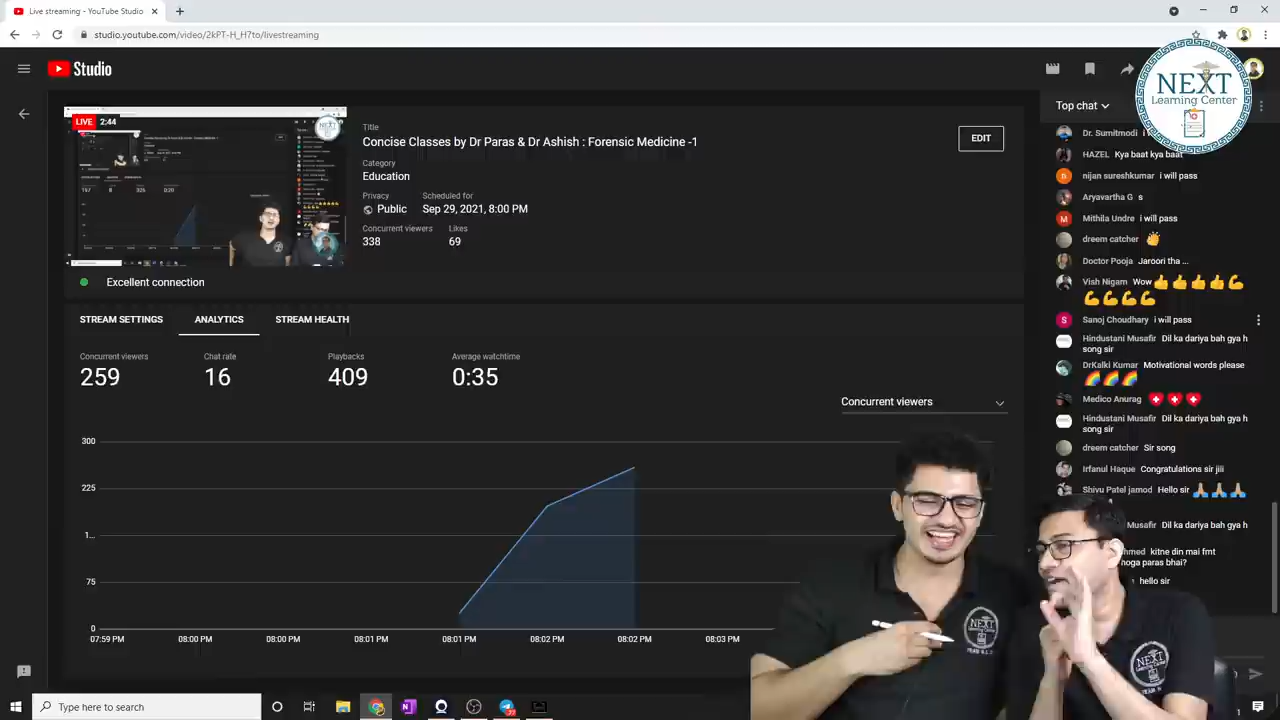 Live streaming - YouTube Studio
studio.youtube.com/video/2kPT-H_H7to/livestreaming
Studio
NEXT
Learning Center
LIVE 2:44
Title
Concise Classes by Dr Paras & Dr Ashish : Forensic Medicine -1
EDIT
Category
Education
Privacy
Public
Scheduled for
Sep 29, 2021, 8:00 PM
Concurrent viewers
338
Likes
69
Excellent connection
STREAM SETTINGS
ANALYTICS
STREAM HEALTH
Concurrent viewers
259
Chat rate
16
Playbacks
409
Average watchtime
0:35
Concurrent viewers
300
225
1...
75
0
07:59 PM
08:00 PM
08:00 PM
08:01 PM
08:01 PM
08:02 PM
08:02 PM
08:03 PM
Top chat
Dr. Sumitmodi i
HAZEL Kya baat kya baat
nijan sureshkumar i will pass
Aryavartha G s
Mithila Undre i will pass
dreem catcher 👏
Doctor Pooja Jaroori tha ...
Vish Nigam Wow👍👍👍👍💪
💪💪💪💪
Sanoj Choudhary i will pass
Hindustani Musafir Dil ka dariya bah gya h
song sir
DrKalki Kumar Motivational words please
🌈🌈🌈
Medico Anurag
Hindustani Musafir Dil ka dariya bah gya h
song sir
dreem catcher Sir song
Irfanul Haque Congratulations sir jiii
Shivu Patel jamod Hello sir 🙏🙏🙏
Musafir Dil ka dariya bah gya h
kitne din mai fmt
hoga paras bhai?
hello sir
NEXT
Type here to search